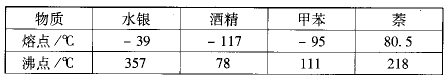 物质 水银 酒精 甲苯 萘
熔点/℃ -39 -117 -95 80.5
沸点/℃ 357 78 111 218